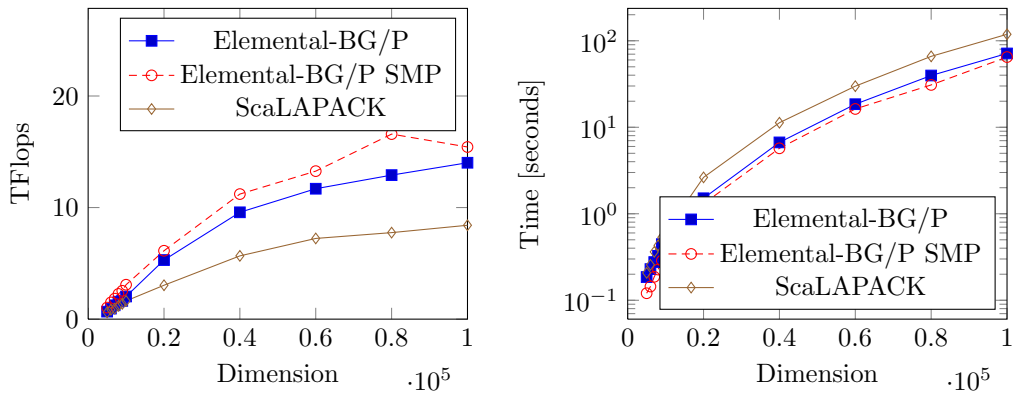 Elemental-BG/P
Elemental-BG/P SMP
ScaLAPACK
TFlops
20
10
0
0 0.2 0.4 0.6 0.8 1
Dimension
·10^5
Time [seconds]
10^2
10^1
10^0
10^−1
Elemental-BG/P
Elemental-BG/P SMP
ScaLAPACK
0 0.2 0.4 0.6 0.8 1
Dimension
·10^5